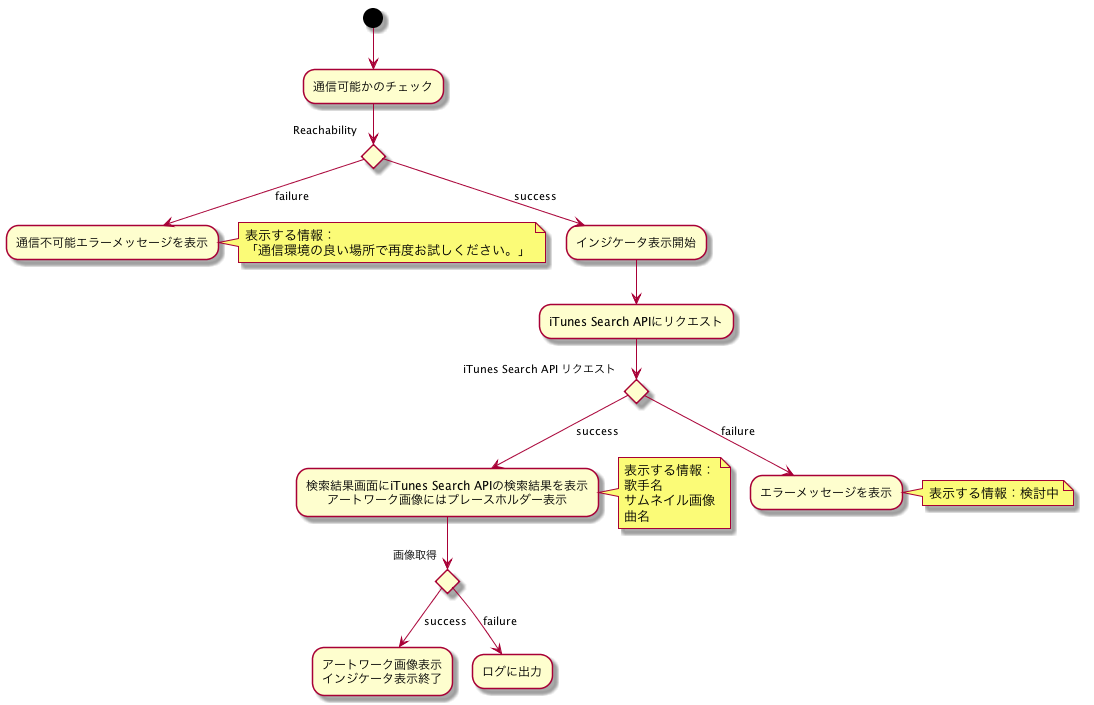 通信可能かのチェック
Reachability
failure
success
通信不可能エラーメッセージを表示
表示する情報：
「通信環境の良い場所で再度お試しください。」
インジケータ表示開始
iTunes Search APIにリクエスト
iTunes Search API リクエスト
success
failure
検索結果画面にiTunes Search APIの検索結果を表示
アートワーク画像にはプレースホルダー表示
表示する情報：
歌手名
サムネイル画像
曲名
エラーメッセージを表示
表示する情報：検討中
画像取得
success
failure
アートワーク画像表示
インジケータ表示終了
ログに出力